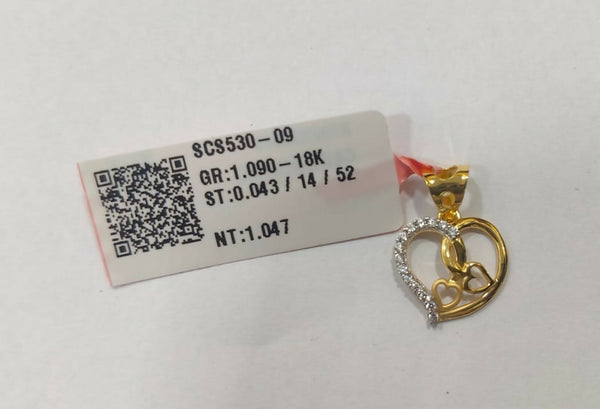 SCS530-09
GR:1.090-18K
ST:0.043 / 14 / 52
NT:1.047